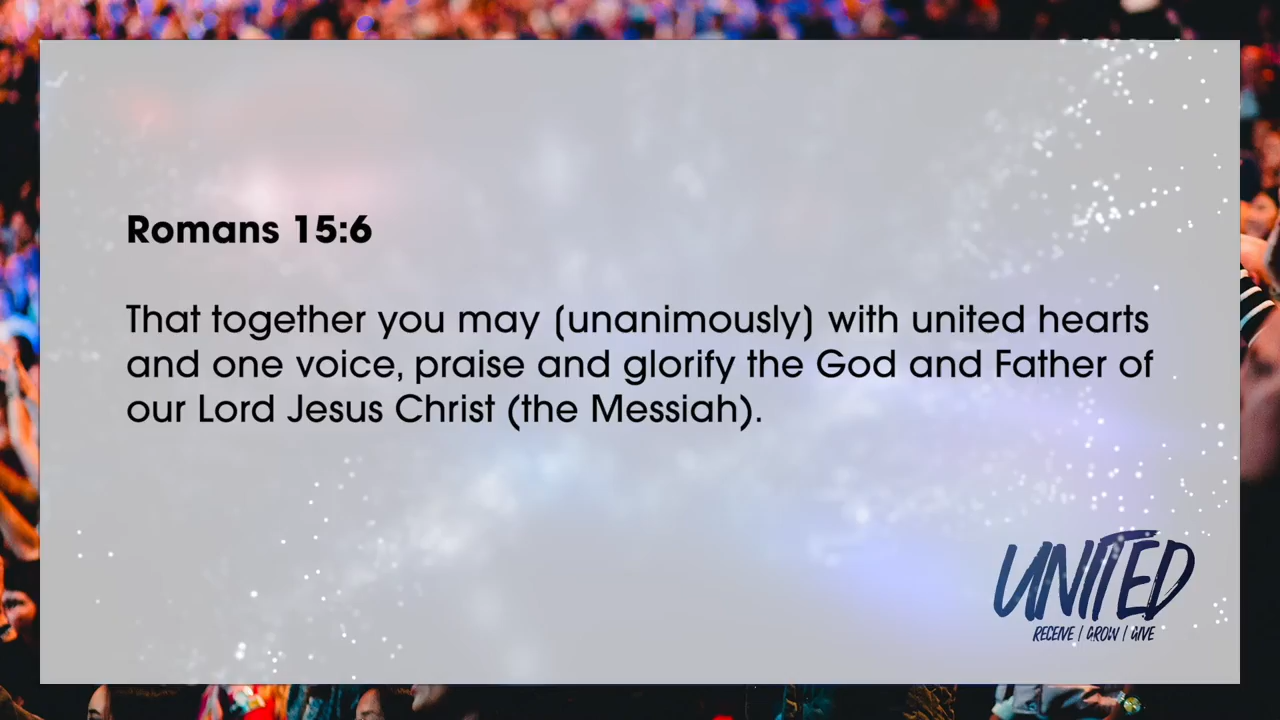 Romans 15:6
That together you may (unanimously) with united hearts
and one voice, praise and glorify the God and Father of
our Lord Jesus Christ (the Messiah).
UNITED
RECEIVE / GROW / GIVE